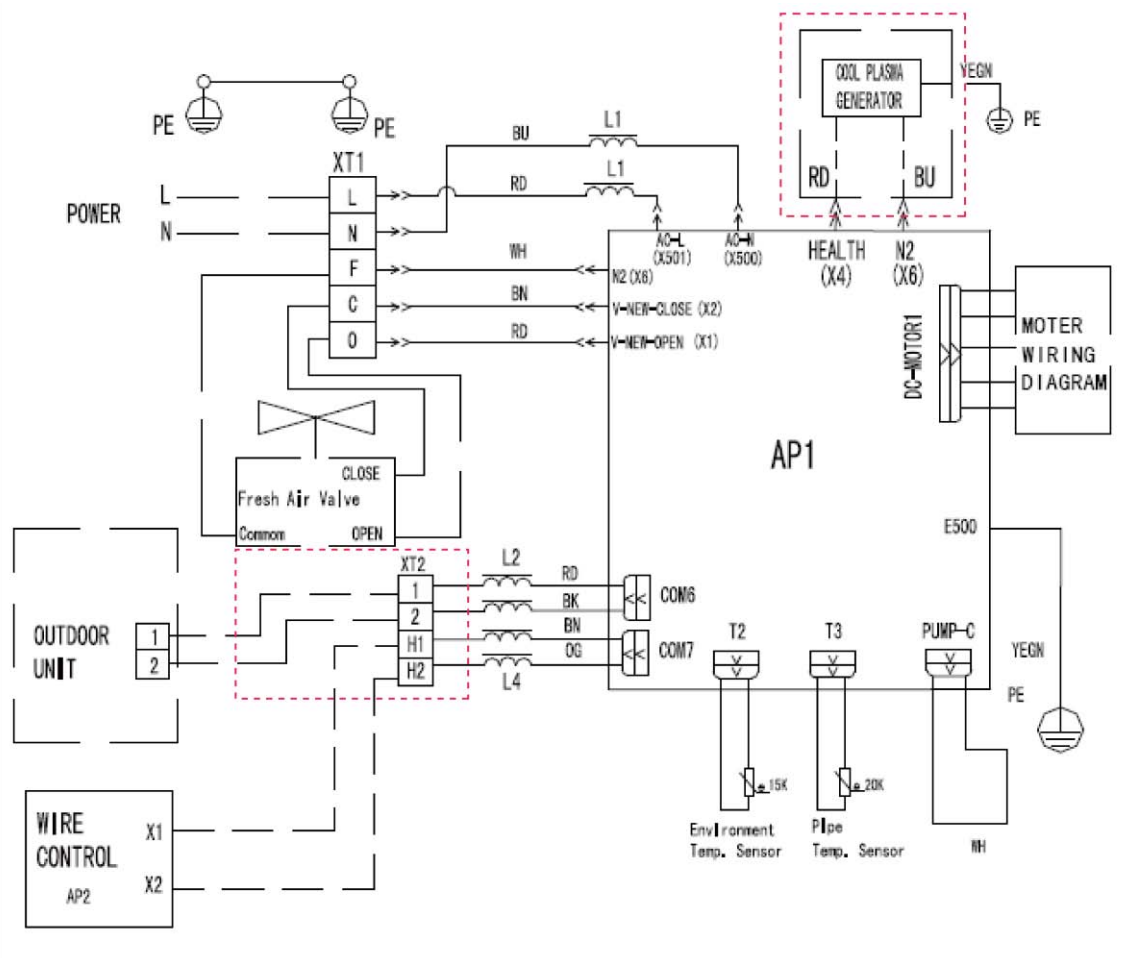 COOL PLASMA
GENERATOR
YEGN
PE
RD
BU
PE
PE
XT1
POWER
L
N
L
N
F
C
O
BU
L1
RD
L1
WH
BN
RD
AC-L
(X501)
AC-N
(X500)
HEALTH
(X4)
N2
(X6)
N2(X6)
V-NEW-CLOSE (X2)
V-NEW-OPEN (X1)
DC-MOTOR1
MOTER
WIRING
DIAGRAM
AP1
CLOSE
Fresh Air Valve
Commom
OPEN
E500
OUTDOOR
UNIT
1
2
XT2
1
2
H1
H2
L2
RD
BK
BN
OG
L4
COM6
COM7
T2
T3
PUMP-C
YEGN
PE
15K
20K
Environment
Temp. Sensor
Pipe
Temp. Sensor
WH
WIRE
CONTROL
AP2
X1
X2